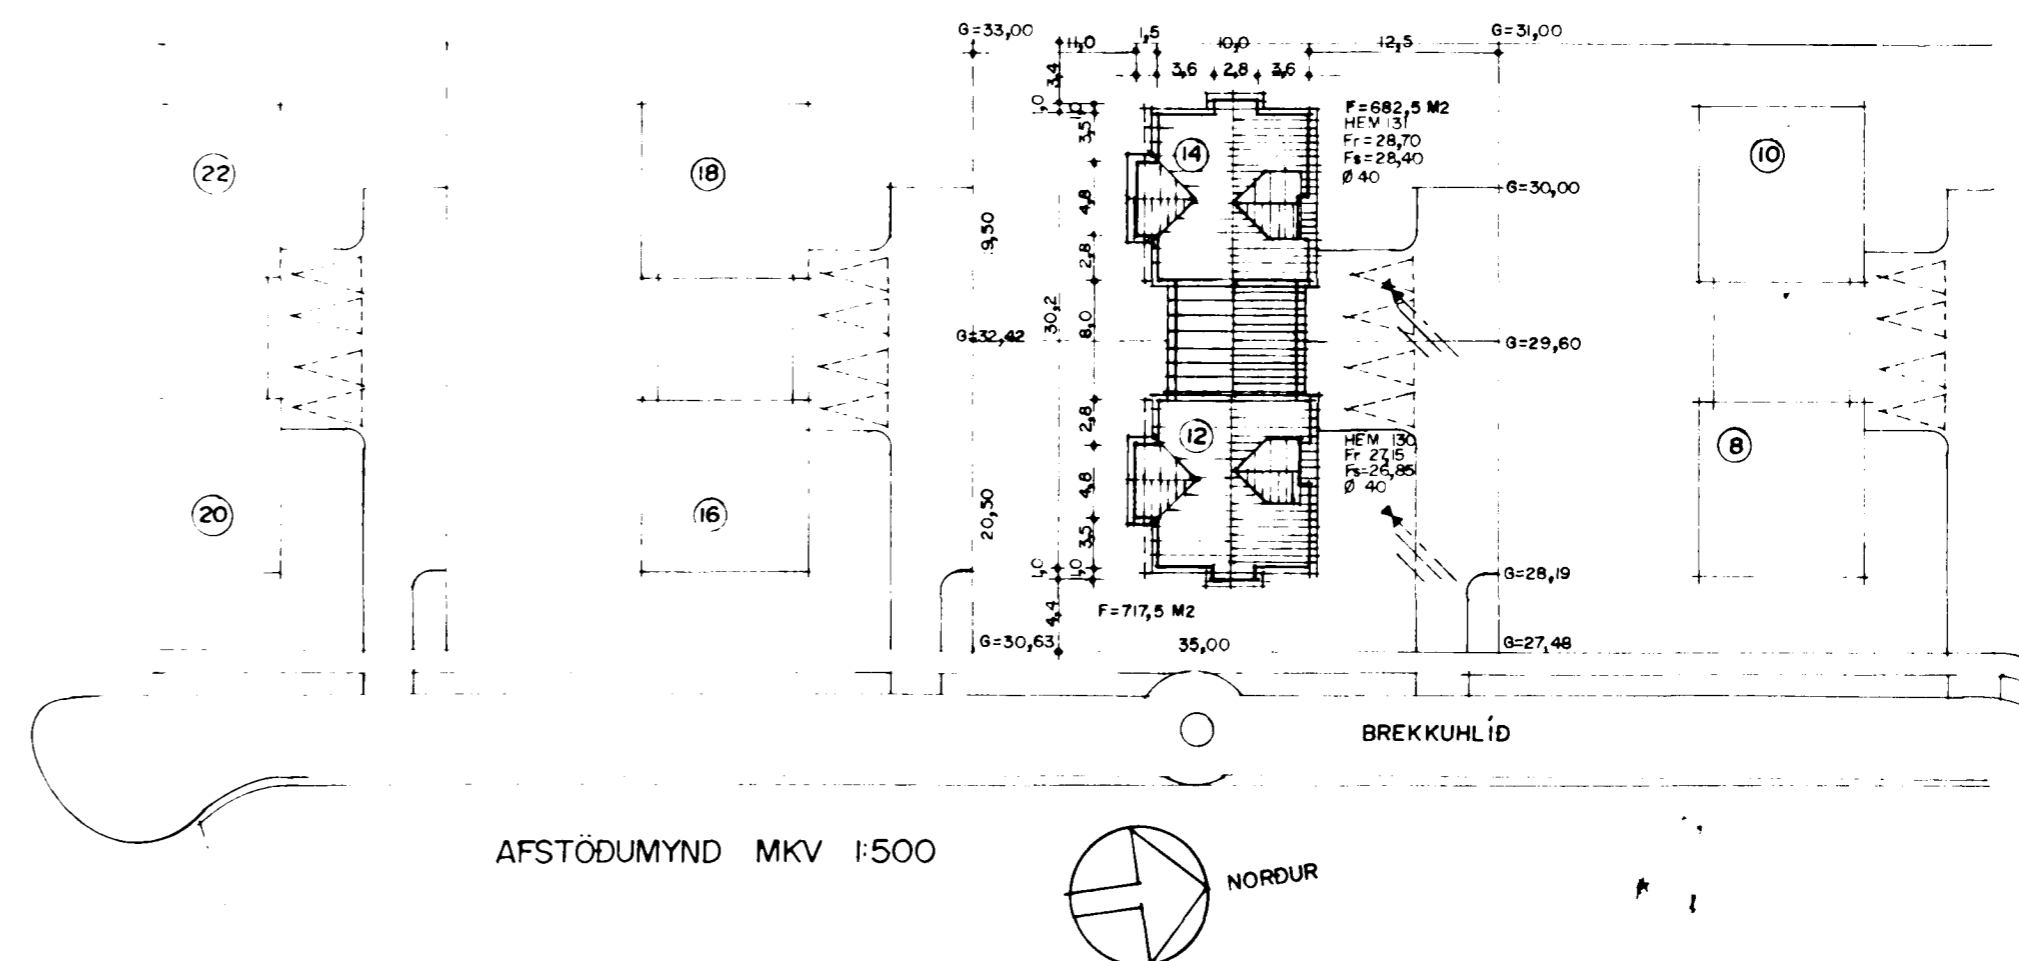 G=33,00
11,0
1,5
10,0
12,5
G=31,00
3,6
2,8
3,6
3,4
1,0
1,0
3,5
F=682,5 M2
HEM 131
Fr=28,70
Fs=28,40
Ø 40
22
18
14
10
4,8
G=30,00
19,50
2,8
30,2
8,0
G=32,42
G=29,60
2,8
12
8
HEM 130
Fr 27,15
Fs=26,85
Ø 40
4,8
20
16
20,50
3,5
1,0
1,0
G=28,19
4,4
F=717,5 M2
G=30,63
35,00
G=27,48
BREKKUHLÍÐ
AFSTÖÐUMYND MKV 1:500
NORÐUR